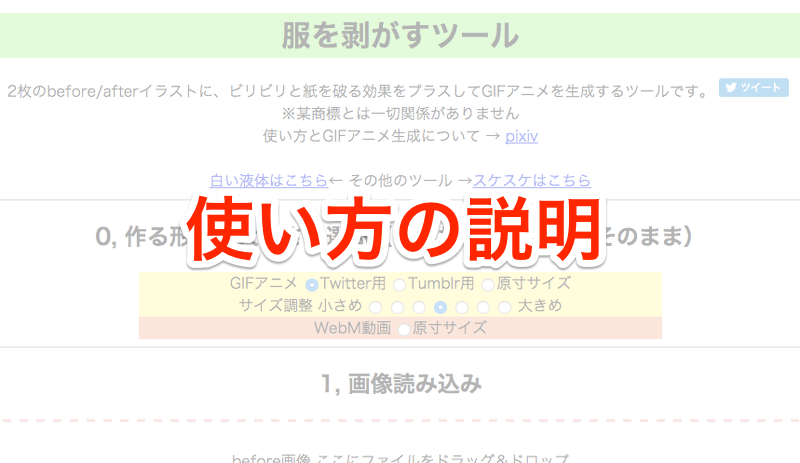 服を剥がすツール
2枚のbefore/afterイラストに、ビリビリと紙を破る効果をプラスしてGIFアニメを生成するツールです。
ツイート
※某商標とは一切関係がありません
使い方とGIFアニメ生成について → pixiv
白い液体はこちら← その他のツール →スケスケはこちら
使い方の説明
0, 作る形 そのまま）
GIFアニメ Twitter用 Tumblr用 原寸サイズ
サイズ調整 小さめ 大きめ
WebM動画 原寸サイズ
1, 画像読み込み
before画像 ここにファイルをドラッグ＆ドロップ